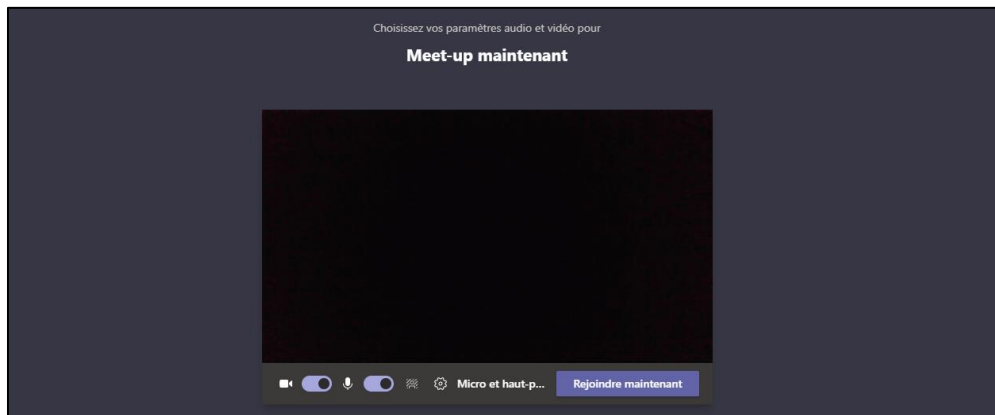 Choisissez vos paramètres audio et vidéo pour
Meet-up maintenant
Micro et haut-p... Rejoindre maintenant